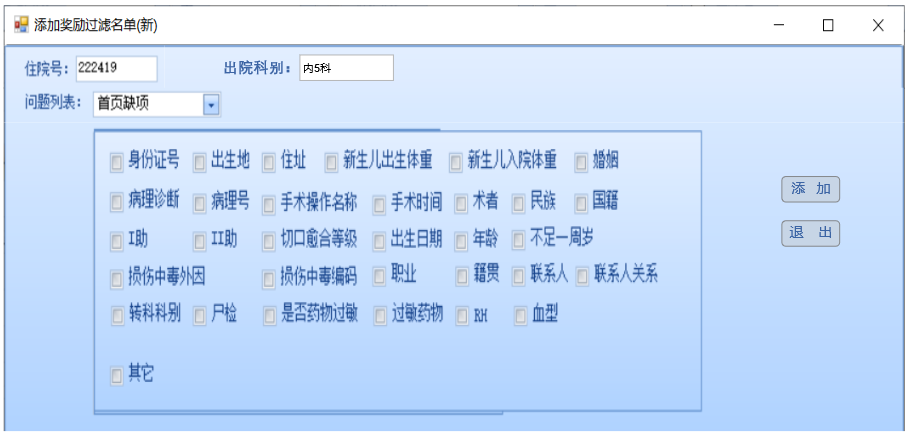 添加奖励过滤名单(新)
住院号: 222419 出院科别: 内5科
问题列表: 首页缺项
身份证号 出生地 住址 新生儿出生体重 新生儿入院体重 婚姻
病理诊断 病理号 手术操作名称 手术时间 术者 民族 国籍
添 加
I助 II助 切口愈合等级 出生日期 年龄 不足一周岁
退 出
损伤中毒外因 损伤中毒编码 职业 籍贯 联系人 联系人关系
转科科别 尸检 是否药物过敏 过敏药物 RH 血型
其它